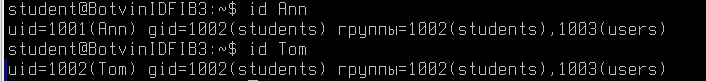 student@BotvinIDFIB3:~$ id Ann
uid=1001(Ann) gid=1002(students) группы=1002(students),1003(users)
student@BotvinIDFIB3:~$ id Tom
uid=1002(Tom) gid=1002(students) группы=1002(students),1003(users)